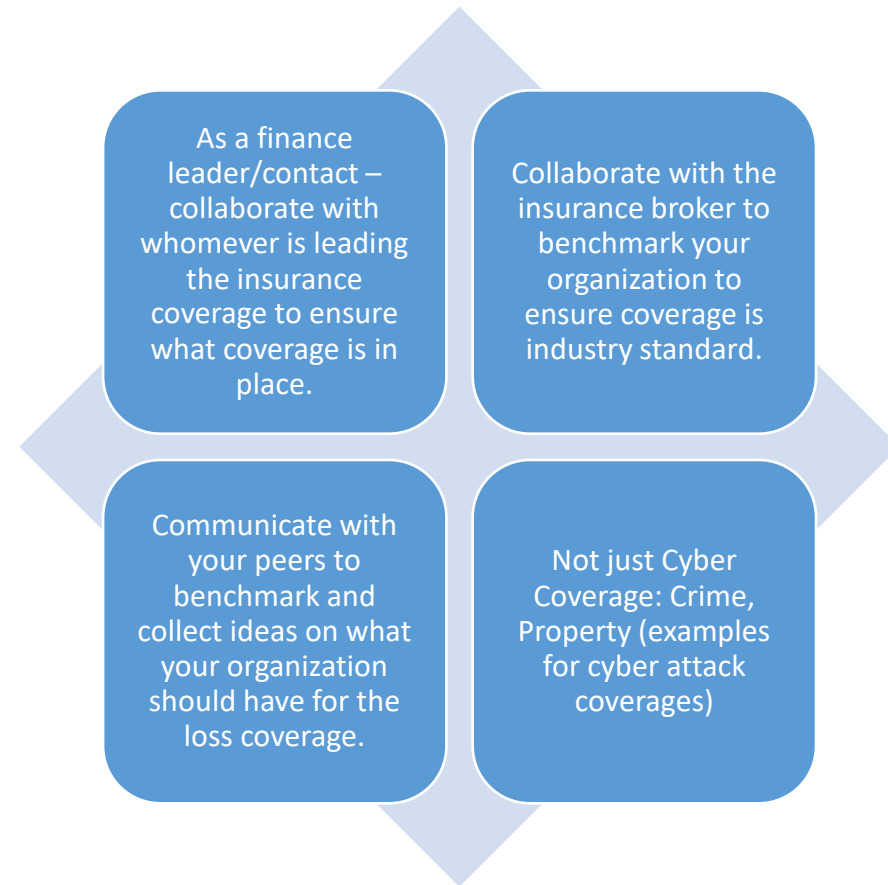 As a finance
leader/contact –
collaborate with
whomever is leading
the insurance
coverage to ensure
what coverage is in
place.
Collaborate with the
insurance broker to
benchmark your
organization to
ensure coverage is
industry standard.
Communicate with
your peers to
benchmark and
collect ideas on what
your organization
should have for the
loss coverage.
Not just Cyber
Coverage: Crime,
Property (examples
for cyber attack
coverages)